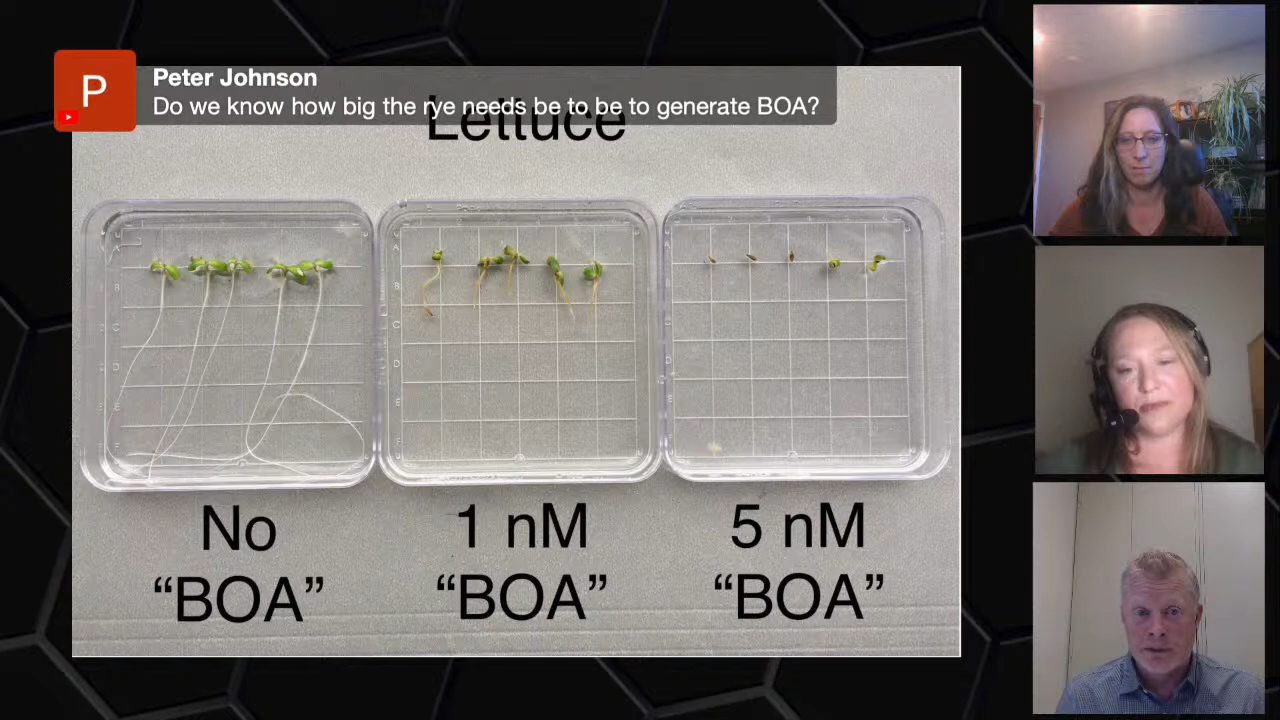 P
Peter Johnson
Do we know how big the rye needs be to be to generate BOA?
Lettuce
No
“BOA”
1 nM
“BOA”
5 nM
“BOA”